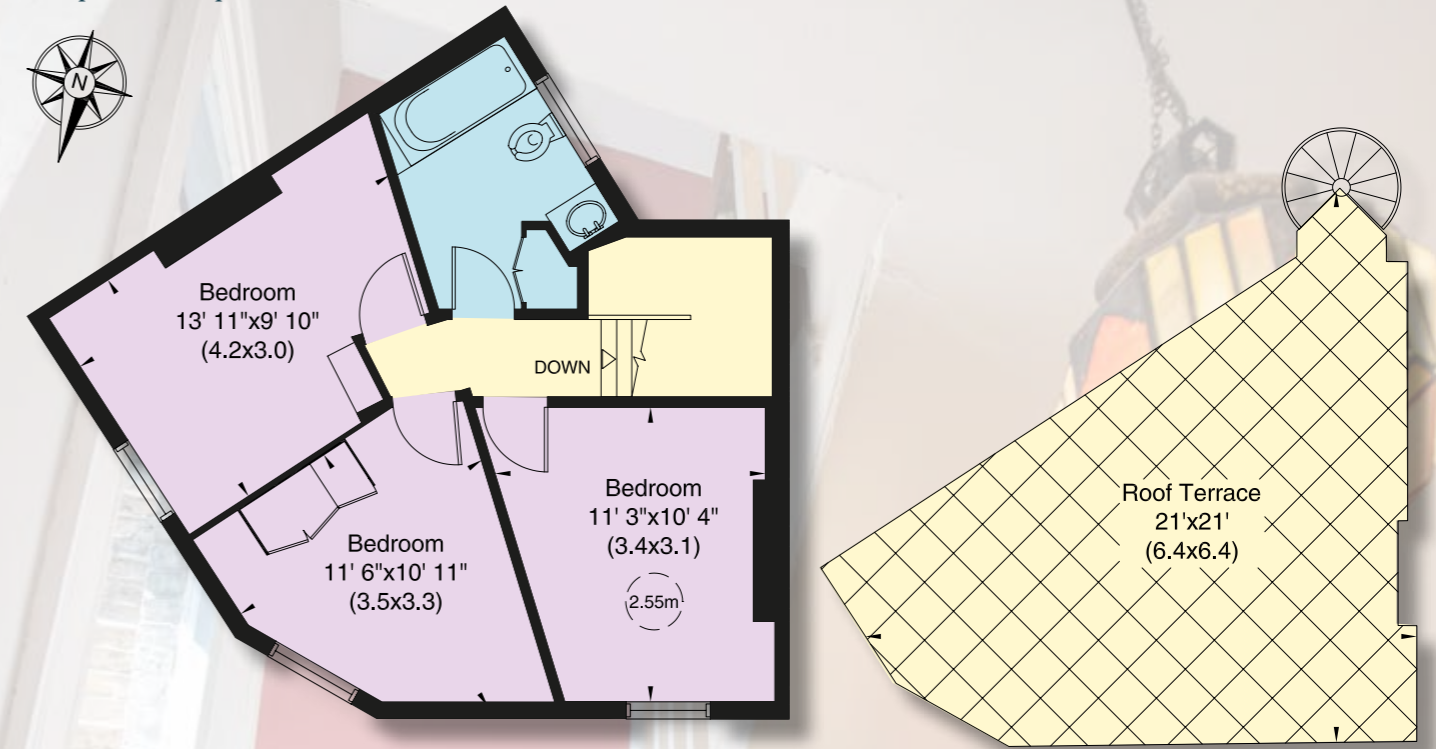 N
Bedroom
13' 11"x9' 10"
(4.2x3.0)
DOWN
Bedroom
11' 6"x10' 11"
(3.5x3.3)
Bedroom
11' 3"x10' 4"
(3.4x3.1)
2.55m
Roof Terrace
21'x21'
(6.4x6.4)